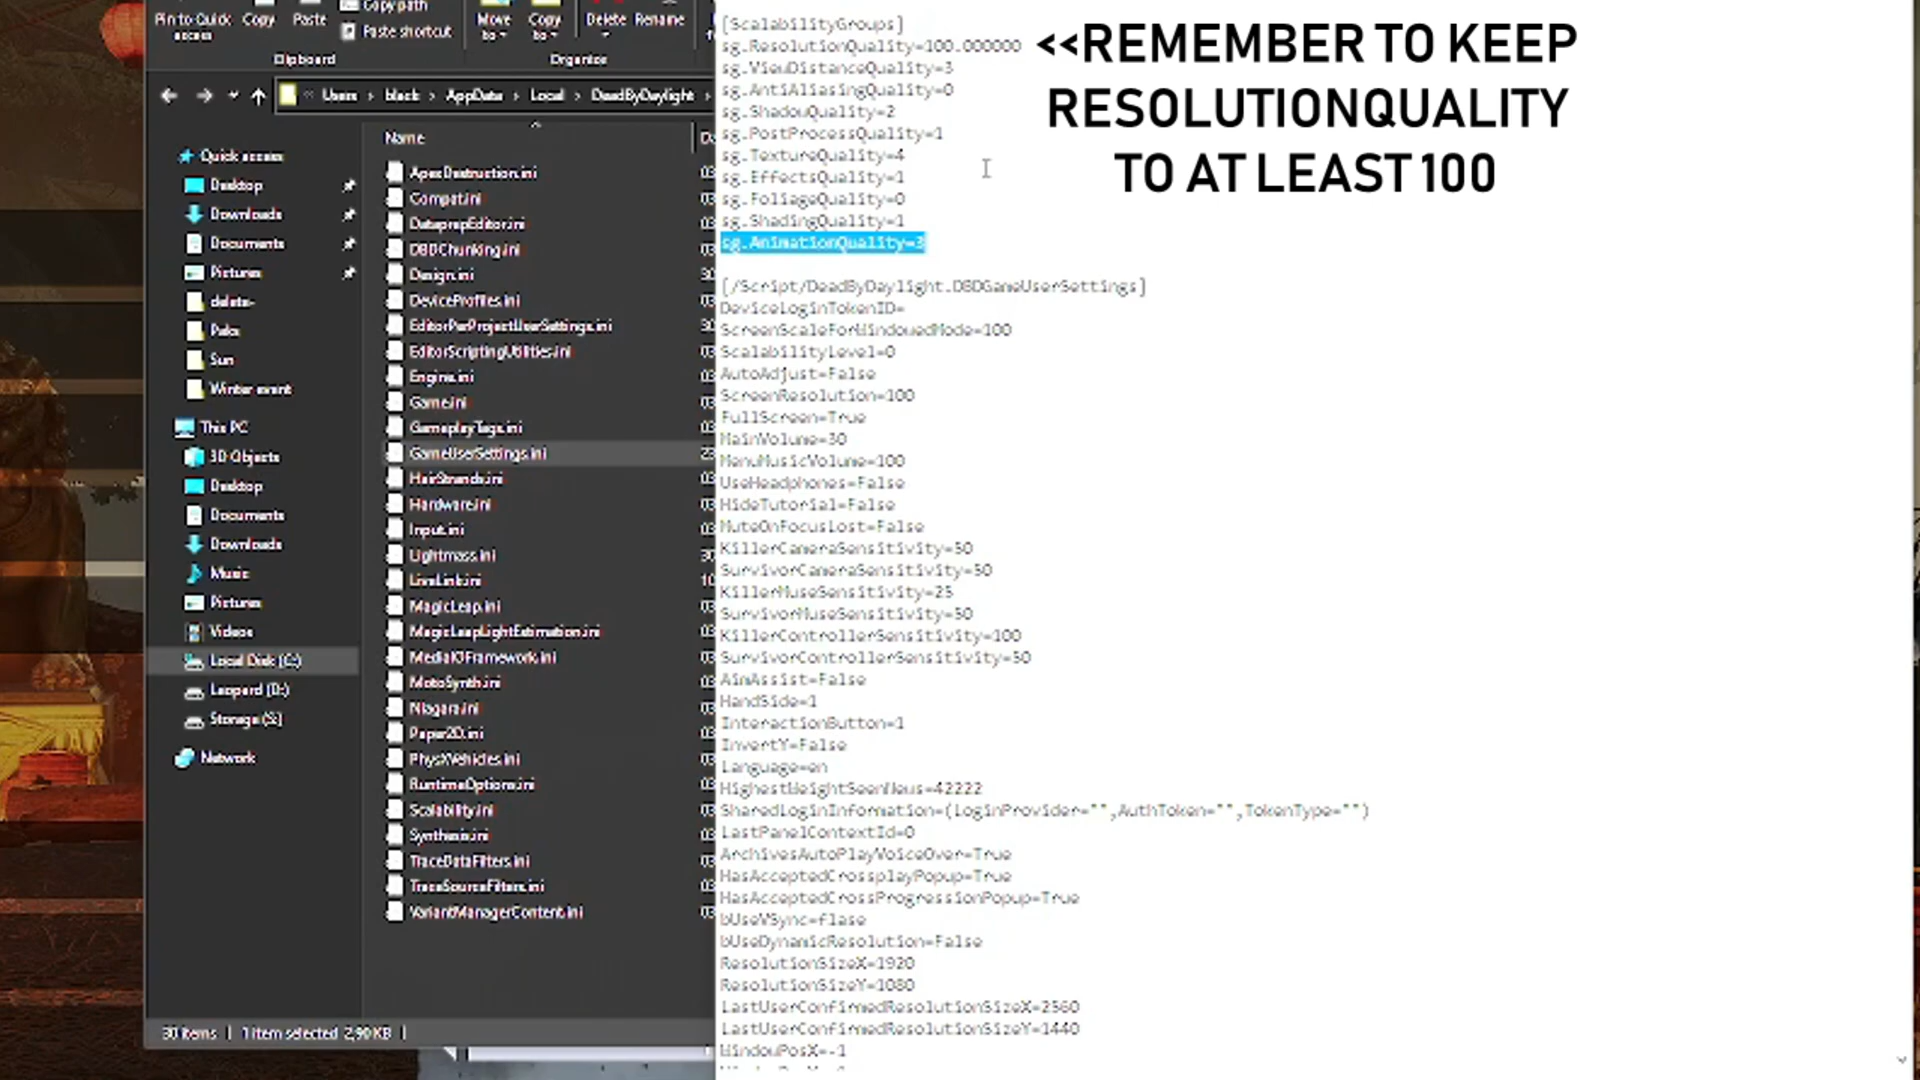 Pin to Quick access
Copy
Paste
Copy path
Paste shortcut
Move to
Copy to
Delete
Rename
Clipboard
Organize
Users
black
AppData
Local
DeadByDaylight
Quick access
Desktop
Downloads
Documents
Pictures
delete-
Paks
Sun
Winter event
This PC
3D Objects
Desktop
Documents
Downloads
Music
Pictures
Videos
Local Disk (C:)
Leopard (D:)
Storage (S:)
Network
Name
ApexDestruction.ini
Compat.ini
DataprepEditor.ini
DBDChunking.ini
Design.ini
DeviceProfiles.ini
EditorPerProjectUserSettings.ini
EditorScriptingUtilities.ini
Engine.ini
Game.ini
GameplayTags.ini
GameUserSettings.ini
HairStrands.ini
Hardware.ini
Input.ini
Lightmass.ini
LiveLink.ini
MagicLeap.ini
MagicLeapLightEstimation.ini
MediaIOFramework.ini
MotoSynth.ini
Niagara.ini
Paper2D.ini
PhysXVehicles.ini
RuntimeOptions.ini
Scalability.ini
Synthesis.ini
TraceDataFilters.ini
TraceSourceFilters.ini
VariantManagerContent.ini
30 items
1 item selected 2,90 KB
[ScalabilityGroups]
sg.ResolutionQuality=100.000000
sg.ViewDistanceQuality=3
sg.AntiAliasingQuality=0
sg.ShadowQuality=2
sg.PostProcessQuality=1
sg.TextureQuality=4
sg.EffectsQuality=1
sg.FoliageQuality=0
sg.ShadingQuality=1
sg.AnimationQuality=3
<<REMEMBER TO KEEP
RESOLUTIONQUALITY
TO AT LEAST 100
[/Script/DeadByDaylight.DBDGameUserSettings]
DeviceLoginTokenID=
ScreenScaleForWindowedMode=100
ScalabilityLevel=0
AutoAdjust=False
ScreenResolution=100
FullScreen=True
MainVolume=30
MenuMusicVolume=100
UseHeadphones=False
HideTutorial=False
MuteOnFocusLost=False
KillerCameraSensitivity=50
SurvivorCameraSensitivity=50
KillerMuseSensitivity=25
SurvivorMuseSensitivity=50
KillerControllerSensitivity=100
SurvivorControllerSensitivity=50
AimAssist=False
HandSide=1
InteractionButton=1
InvertY=False
Language=en
HighestWeightSeenNews=42222
SharedLoginInformation=(LoginProvider="",AuthToken="",TokenType="")
LastPanelContextId=0
ArchivesAutoPlayVoiceOver=True
HasAcceptedCrossplayPopup=True
HasAcceptedCrossProgressionPopup=True
bUseVSync=flase
bUseDynamicResolution=False
ResolutionSizeX=1920
ResolutionSizeY=1080
LastUserConfirmedResolutionSizeX=2560
LastUserConfirmedResolutionSizeY=1440
WindowPosX=-1